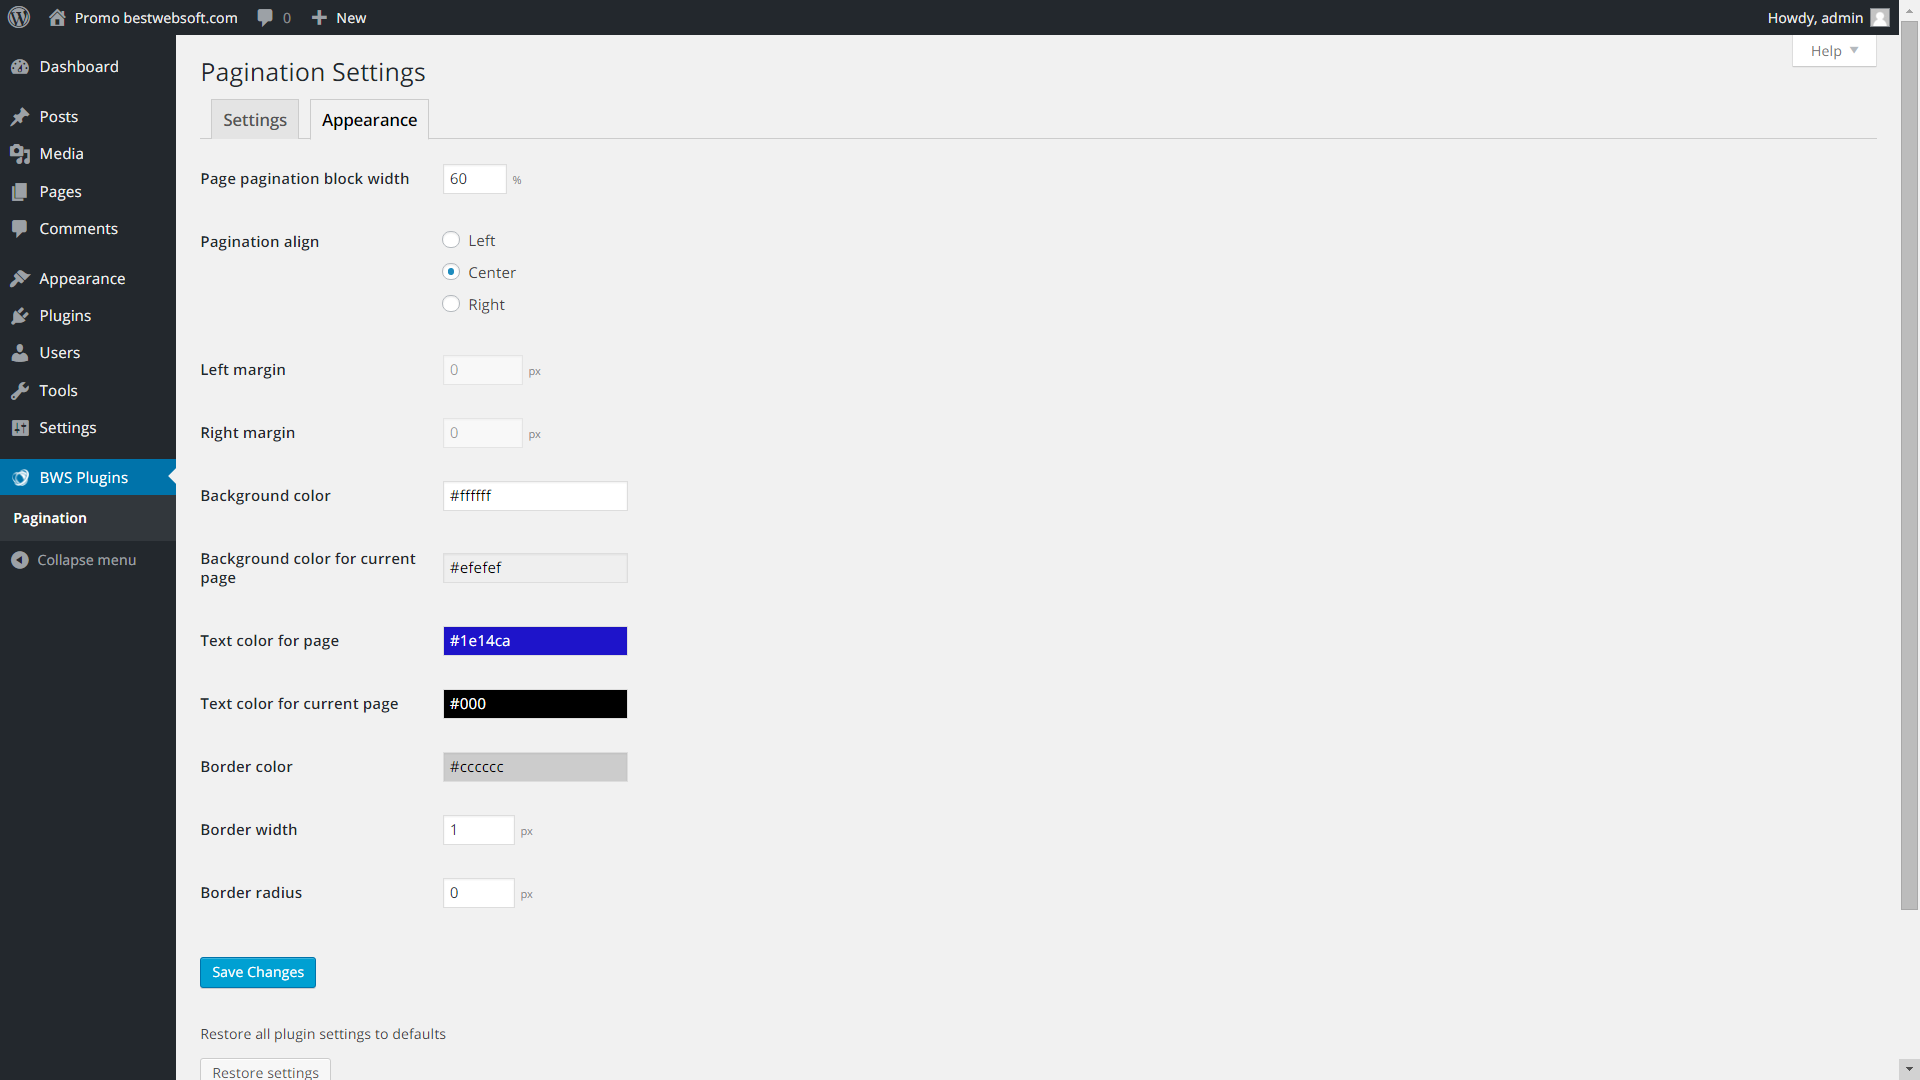 Promo bestwebsoft.com 0 New Howdy, admin
Help
Dashboard
Posts
Media
Pages
Comments
Appearance
Plugins
Users
Tools
Settings
BWS Plugins
Pagination
Collapse menu
Pagination Settings
Settings Appearance
Page pagination block width 60 %
Pagination align Left
Center
Right
Left margin 0 px
Right margin 0 px
Background color #ffffff
Background color for current
page #efefef
Text color for page #1e14ca
Text color for current page #000
Border color #cccccc
Border width 1 px
Border radius 0 px
Save Changes
Restore all plugin settings to defaults
Restore settings